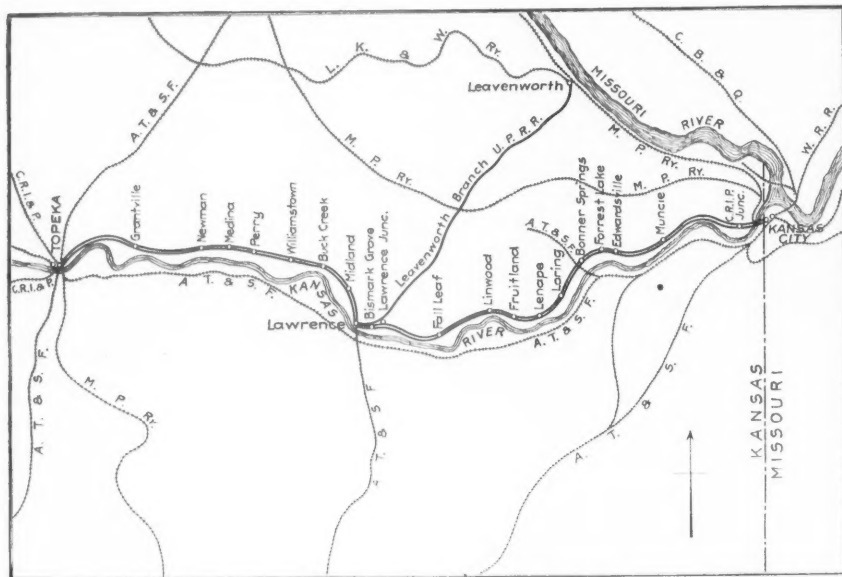 C. B. & Q.
L. K. & W. Ry.
Leavenworth
MISSOURI RIVER
M. P. Ry.
W. R. R.
A. T. & S. F.
M. P. Ry.
Leavenworth Branch U. P. R. R.
M. P. Ry.
C.R.I. & P.
TOPEKA
Grantville
Newman
Medina
Perry
Williamstown
Buck Creek
Midland
Bismark Grove
Lawrence Junc.
Fall Leaf
Linwood
Fruitland
Lenape
Loring
A. T. & S. F.
Bonner Springs
Forrest Lake
Edwardsville
Muncie
C. R. I. P. Junc.
KANSAS CITY
C.R.I. & P.
A. T. & S. F.
KANSAS RIVER
Lawrence
A. T. & S. F.
A. T. & S. F.
M. P. Ry.
T & S F
A. T. & S. F.
KANSAS
MISSOURI